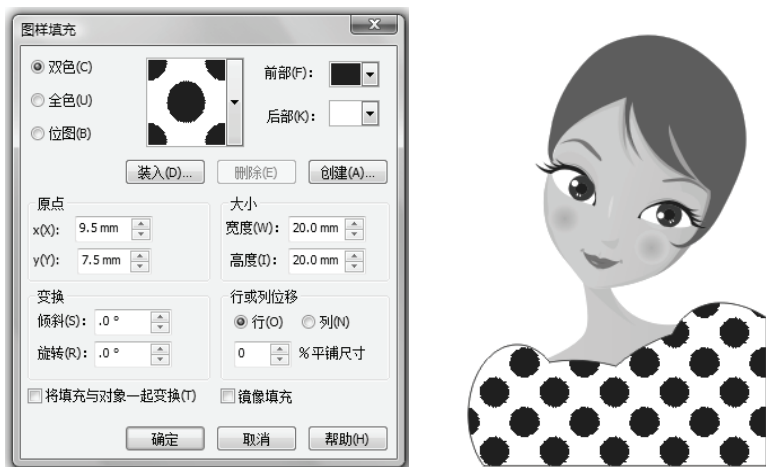 图样填充
双色(C)
全色(U)
位图(B)
前部(F)：
后部(K)：
装入(D)...
删除(E)
创建(A)...
原点
x(X)： 9.5 mm
y(Y)： 7.5 mm
大小
宽度(W)： 20.0 mm
高度(I)： 20.0 mm
变换
倾斜(S)： .0 °
旋转(R)： .0 °
行或列位移
行(O) 列(N)
0 %平铺尺寸
将填充与对象一起变换(T)
镜像填充
确定
取消
帮助(H)